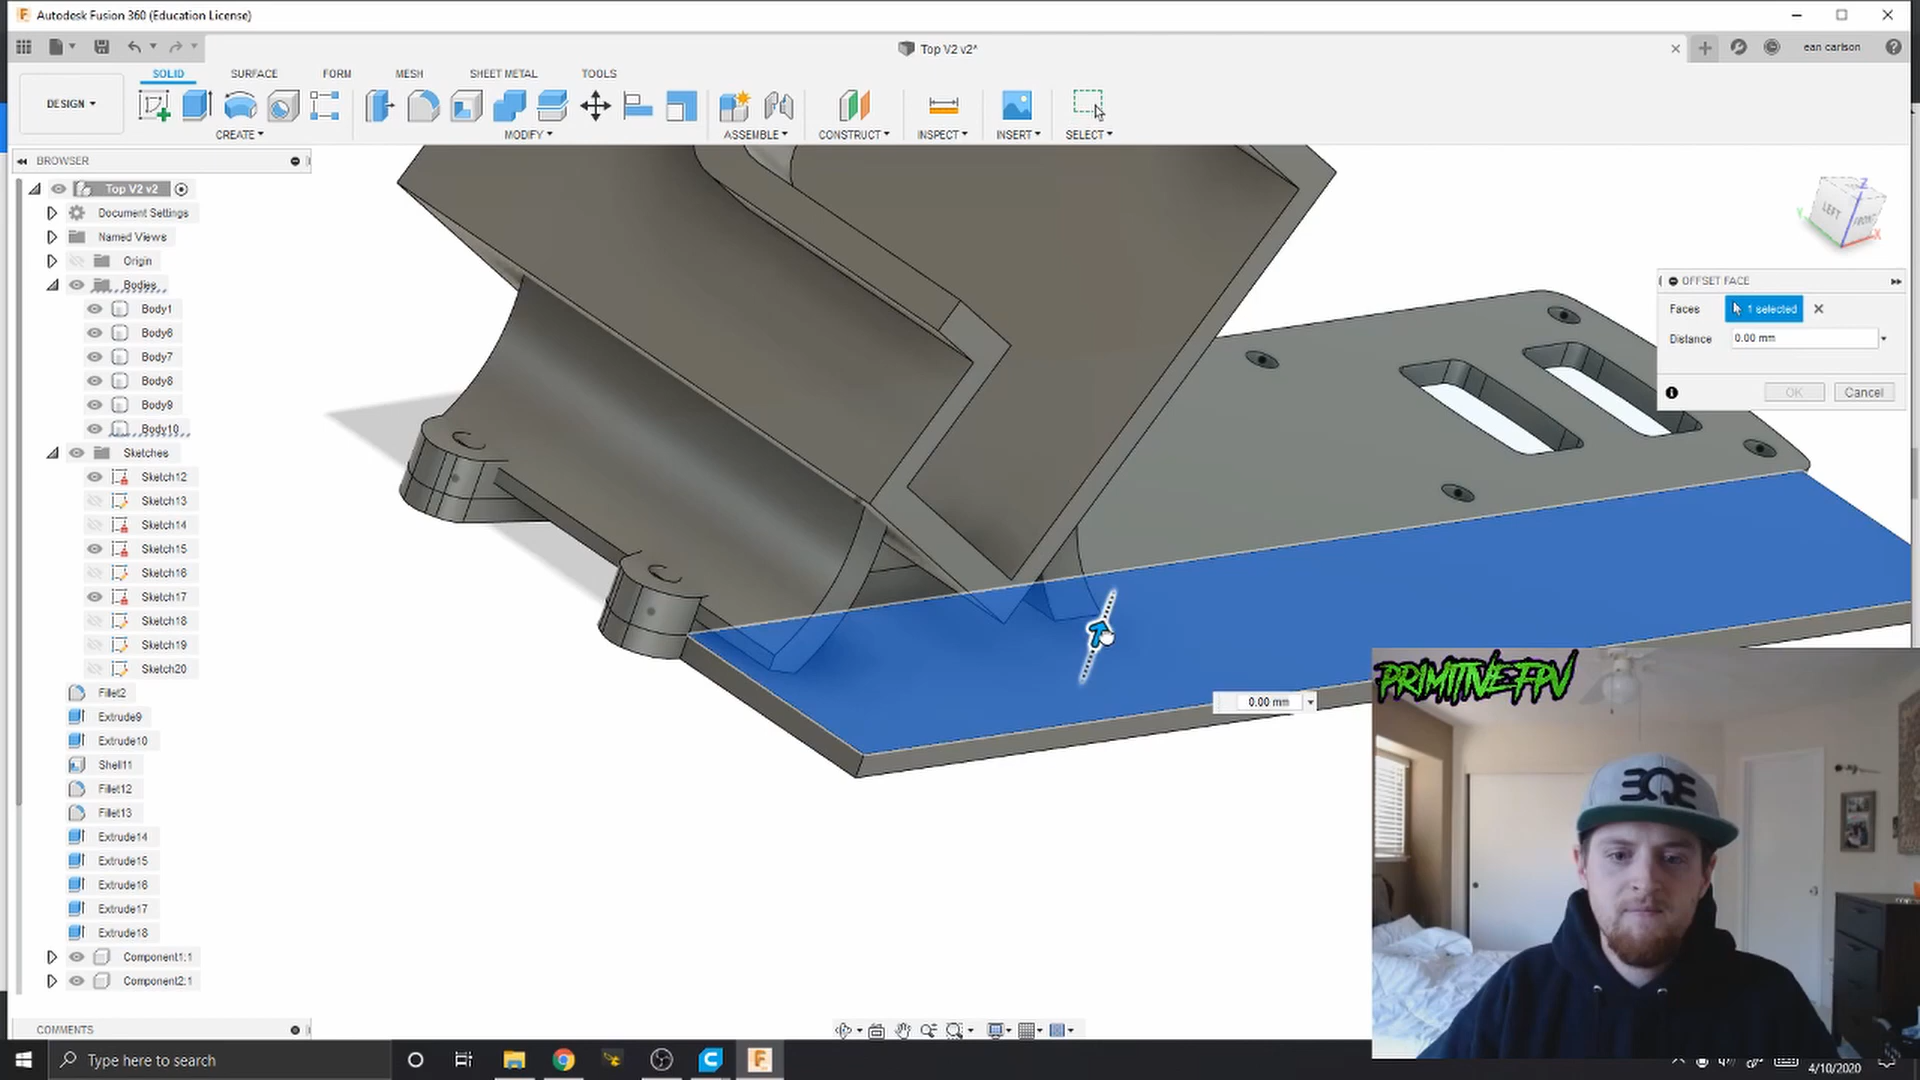 Autodesk Fusion 360 (Education License)
Top V2 v2*
ean carlson
DESIGN
SOLID
SURFACE
FORM
MESH
SHEET METAL
TOOLS
CREATE
MODIFY
ASSEMBLE
CONSTRUCT
INSPECT
INSERT
SELECT
BROWSER
Top V2 v2
Document Settings
Named Views
Origin
Bodies
Body1
Body6
Body7
Body8
Body9
Body10
Sketches
Sketch12
Sketch13
Sketch14
Sketch15
Sketch16
Sketch17
Sketch18
Sketch19
Sketch20
Fillet2
Extrude9
Extrude10
Shell11
Fillet12
Fillet13
Extrude14
Extrude15
Extrude16
Extrude17
Extrude18
Component1:1
Component2:1
COMMENTS
Z
Y
X
LEFT
FRONT
OFFSET FACE
Faces
1 selected
Distance
0.00 mm
OK
Cancel
0.00 mm
PRIMITIVE FPV
Type here to search
4/10/2020